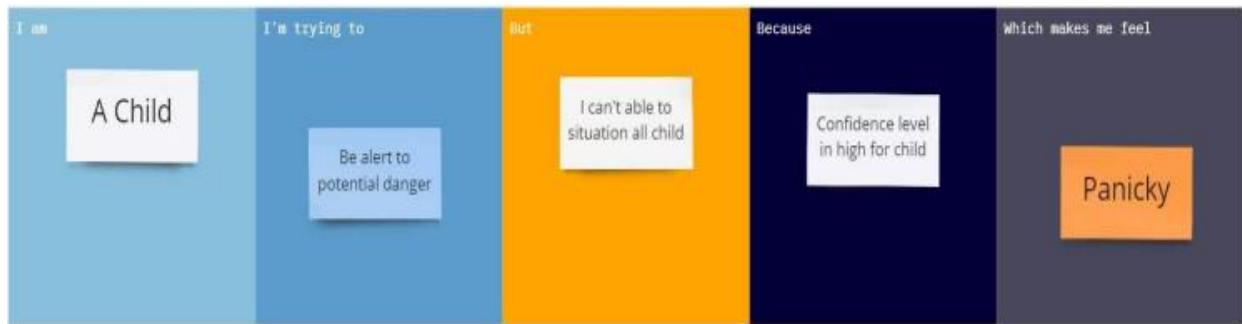 I am
A Child
I'm trying to
Be alert to
potential danger
But
I can't able to
situation all child
Because
Confidence level
in high for child
Which makes me feel
Panicky